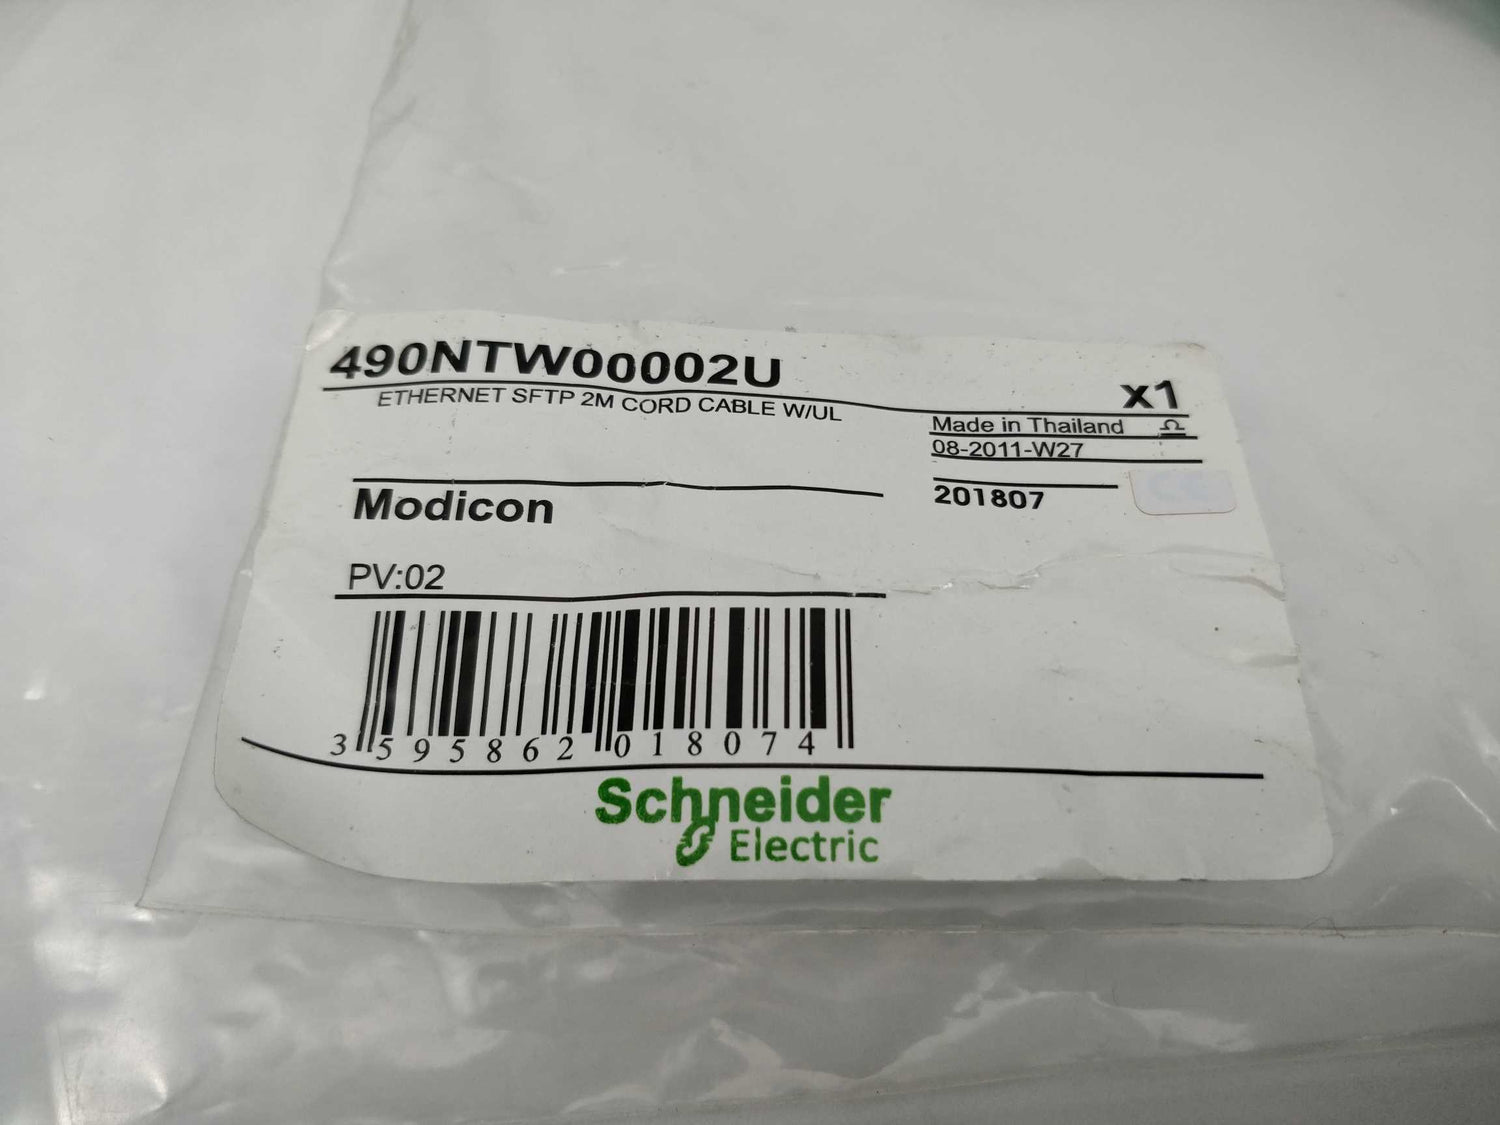 490NTW00002U
x1
ETHERNET SFTP 2M CORD CABLE W/UL
Made in Thailand
08-2011-W27
201807
Modicon
PV:02
3 595862 018074
Schneider
Electric